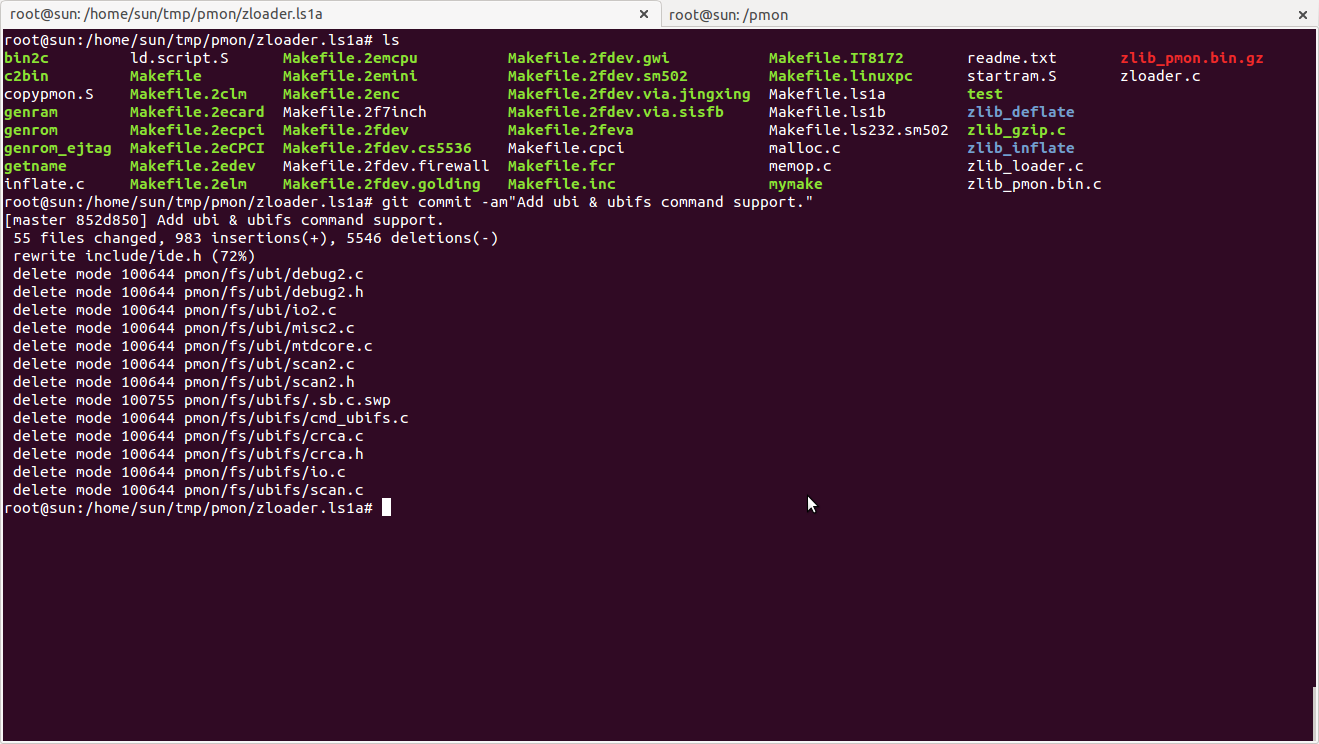 root@sun: /home/sun/tmp/pmon/zloader.ls1a × root@sun: /pmon ×
root@sun:/home/sun/tmp/pmon/zloader.ls1a# ls
bin2c ld.script.S Makefile.2emcpu Makefile.2fdev.gwi Makefile.IT8172 readme.txt zlib_pmon.bin.gz
c2bin Makefile Makefile.2emini Makefile.2fdev.sm502 Makefile.linuxpc startram.S zloader.c
copypmon.S Makefile.2clm Makefile.2enc Makefile.2fdev.via.jingxing Makefile.ls1a test
genram Makefile.2ecard Makefile.2f7inch Makefile.2fdev.via.sisfb Makefile.ls1b zlib_deflate
genrom Makefile.2ecpci Makefile.2fdev Makefile.2feva Makefile.ls232.sm502 zlib_gzip.c
genrom_ejtag Makefile.2eCPCI Makefile.2fdev.cs5536 Makefile.cpci malloc.c zlib_inflate
getname Makefile.2edev Makefile.2fdev.firewall Makefile.fcr memop.c zlib_loader.c
inflate.c Makefile.2elm Makefile.2fdev.golding Makefile.inc mymake zlib_pmon.bin.c
root@sun:/home/sun/tmp/pmon/zloader.ls1a# git commit -am"Add ubi & ubifs command support."
[master 852d850] Add ubi & ubifs command support.
55 files changed, 983 insertions(+), 5546 deletions(-)
rewrite include/ide.h (72%)
delete mode 100644 pmon/fs/ubi/debug2.c
delete mode 100644 pmon/fs/ubi/debug2.h
delete mode 100644 pmon/fs/ubi/io2.c
delete mode 100644 pmon/fs/ubi/misc2.c
delete mode 100644 pmon/fs/ubi/mtdcore.c
delete mode 100644 pmon/fs/ubi/scan2.c
delete mode 100644 pmon/fs/ubi/scan2.h
delete mode 100755 pmon/fs/ubifs/.sb.c.swp
delete mode 100644 pmon/fs/ubifs/cmd_ubifs.c
delete mode 100644 pmon/fs/ubifs/crca.c
delete mode 100644 pmon/fs/ubifs/crca.h
delete mode 100644 pmon/fs/ubifs/io.c
delete mode 100644 pmon/fs/ubifs/scan.c
root@sun:/home/sun/tmp/pmon/zloader.ls1a#